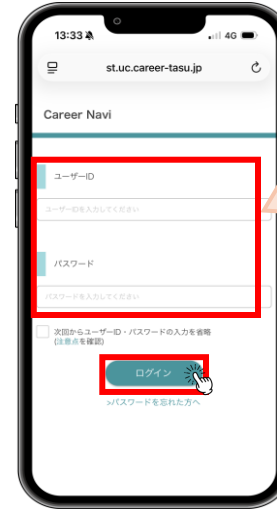 13:33
4G
st.uc.career-tasu.jp
Career Navi
ユーザーID
ユーザーIDを入力してください
パスワード
パスワードを入力してください
次回からユーザーID・パスワードの入力を省略
(注意点を確認)
ログイン
>パスワードを忘れた方へ